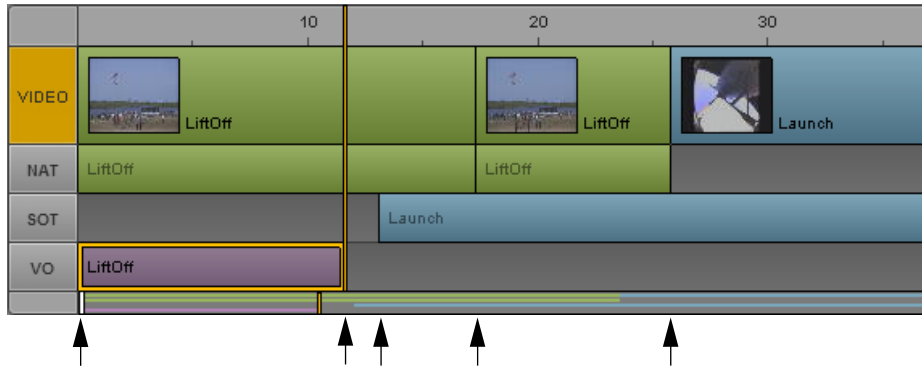 10 20 30
VIDEO LiftOff LiftOff Launch
NAT LiftOff LiftOff
SOT Launch
VO LiftOff